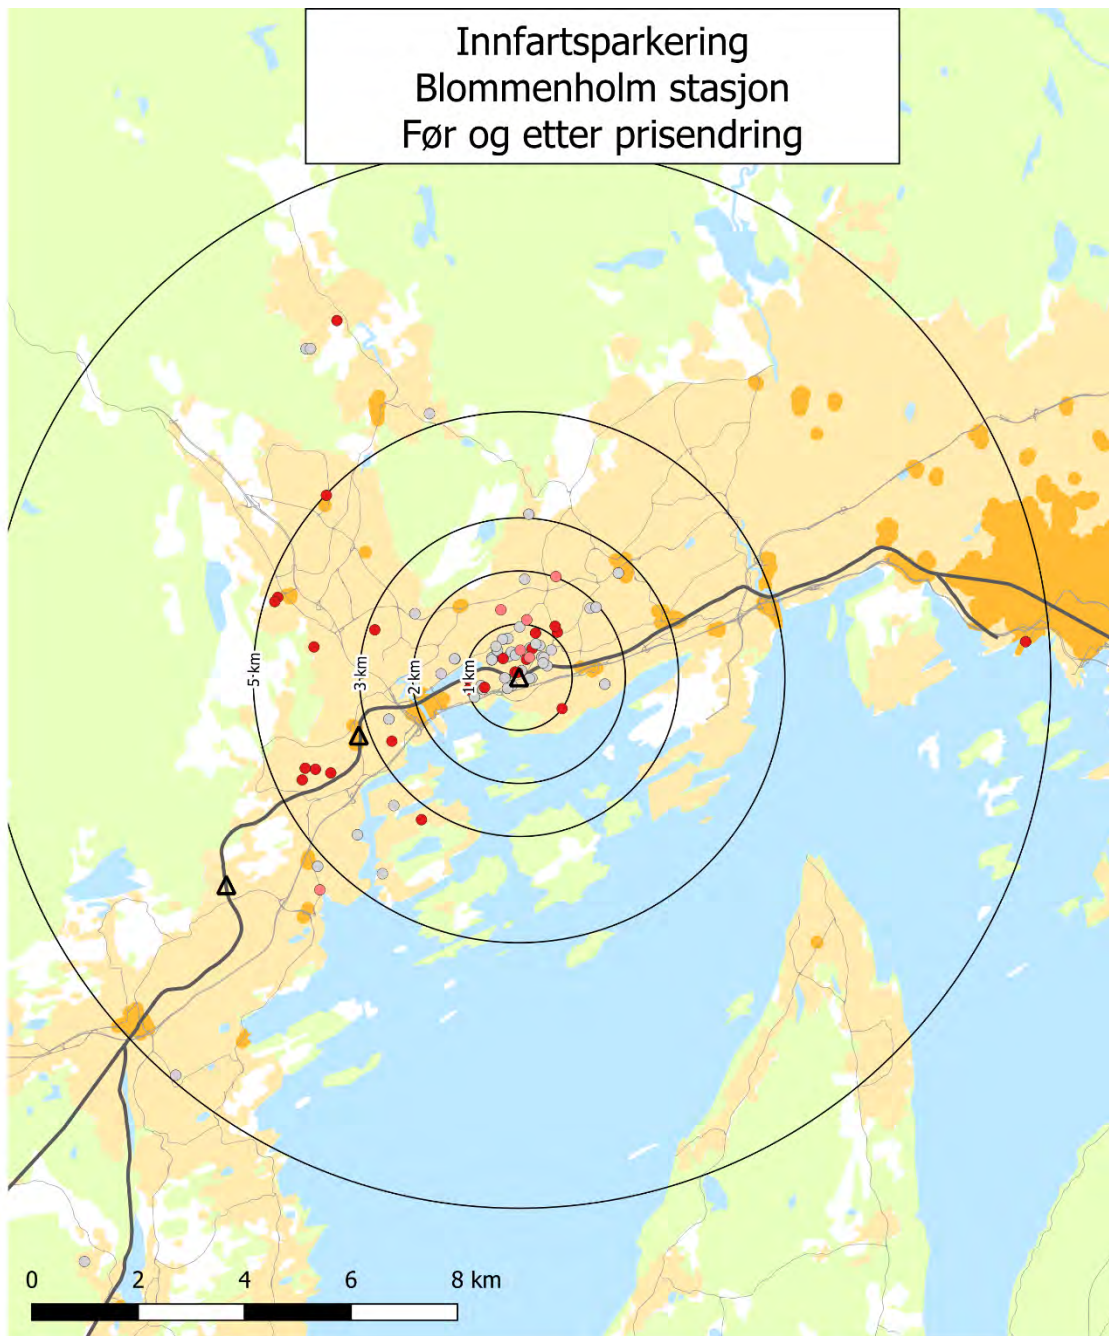 Innfartsparkering
Blommenholm stasjon
Før og etter prisendring
5 km
3 km
2 km
1 km
0 2 4 6 8 km